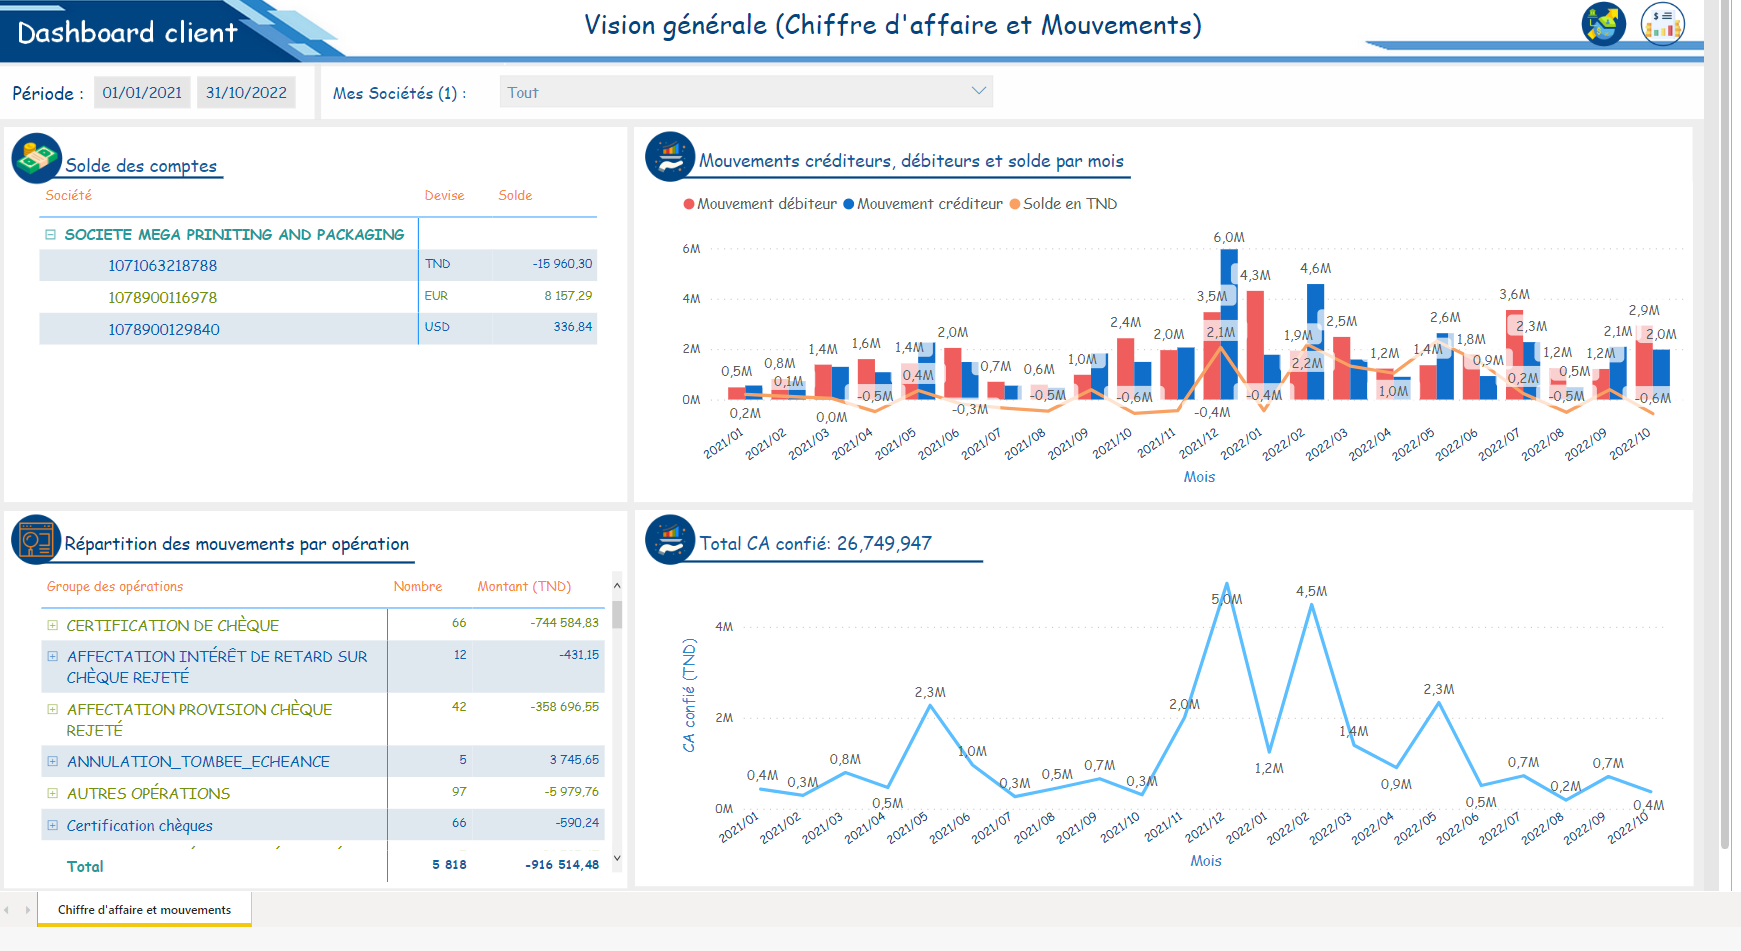 Dashboard client
Vision générale (Chiffre d'affaire et Mouvements)
Période : 01/01/2021 31/10/2022
Mes Sociétés (1) : Tout
Solde des comptes
Société Devise Solde
SOCIETE MEGA PRINITING AND PACKAGING
1071063218788 TND -15 960,30
1078900116978 EUR 8 157,29
1078900129840 USD 336,84
Mouvements créditeurs, débiteurs et solde par mois
Mouvement débiteur Mouvement créditeur Solde en TND
6M
4M
2M
0M
0,5M 0,8M 1,4M 1,6M 1,4M 2,0M 0,7M 0,6M 1,0M 2,4M 2,0M 3,5M 6,0M 4,3M 1,9M 4,6M 2,5M 1,2M 1,4M 2,6M 1,8M 0,9M 3,6M 2,3M 1,2M 0,5M 1,2M 2,1M 2,9M 2,0M
0,2M 0,1M 0,0M -0,5M 0,4M -0,3M -0,5M -0,6M -0,4M 2,1M -0,4M 2,2M 1,0M 0,2M -0,5M -0,6M
2021/01 2021/02 2021/03 2021/04 2021/05 2021/06 2021/07 2021/08 2021/09 2021/10 2021/11 2021/12 2022/01 2022/02 2022/03 2022/04 2022/05 2022/06 2022/07 2022/08 2022/09 2022/10
Mois
Répartition des mouvements par opération
Groupe des opérations Nombre Montant (TND)
CERTIFICATION DE CHÈQUE 66 -744 584,83
AFFECTATION INTÉRÊT DE RETARD SUR 12 -431,15
CHÈQUE REJETÉ
AFFECTATION PROVISION CHÈQUE 42 -358 696,55
REJETÉ
ANNULATION_TOMBEE_ECHEANCE 5 3 745,65
AUTRES OPÉRATIONS 97 -5 979,76
Certification chèques 66 -590,24
Total 5 818 -916 514,48
Total CA confié: 26,749,947
CA confié (TND)
4M
2M
0M
0,4M 0,3M 0,8M 0,5M 2,3M 1,0M 0,3M 0,5M 0,7M 0,3M 2,0M 5,0M 1,2M 4,5M 1,4M 0,9M 2,3M 0,5M 0,7M 0,2M 0,7M 0,4M
2021/01 2021/02 2021/03 2021/04 2021/05 2021/06 2021/07 2021/08 2021/09 2021/10 2021/11 2021/12 2022/01 2022/02 2022/03 2022/04 2022/05 2022/06 2022/07 2022/08 2022/09 2022/10
Mois
Chiffre d'affaire et mouvements